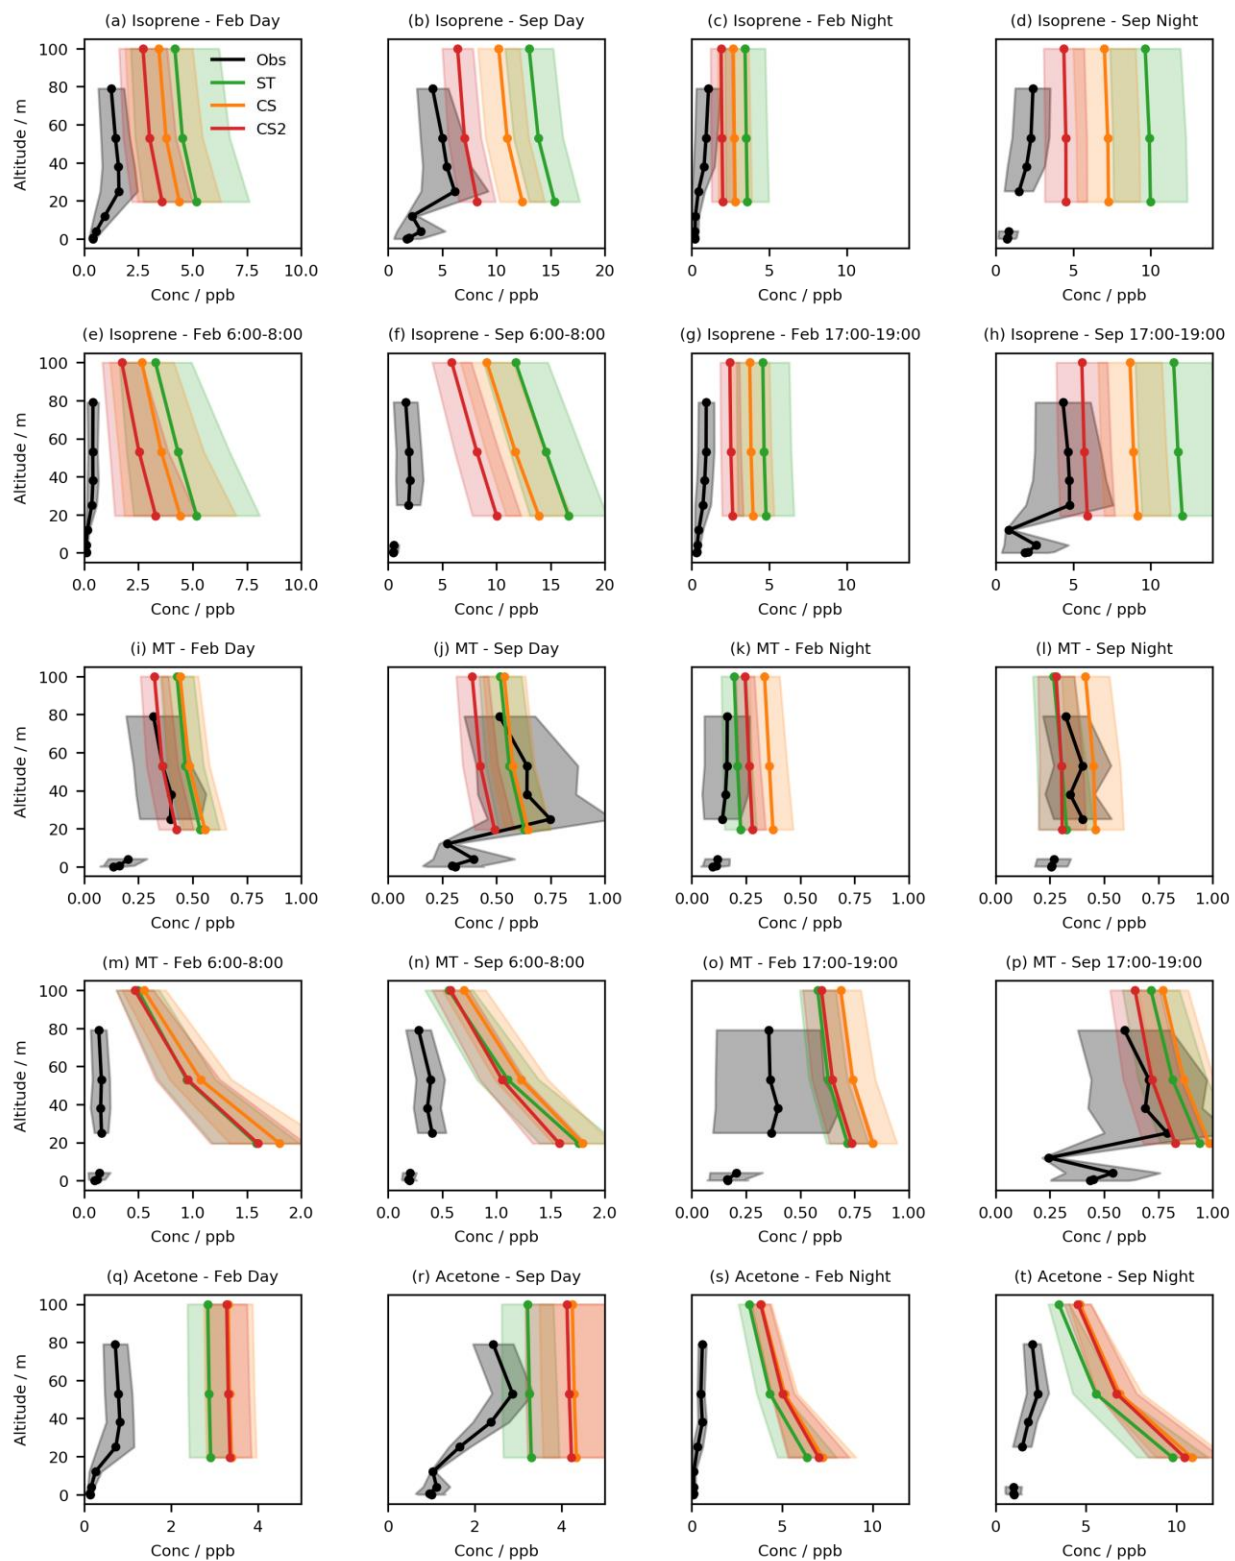 (a) Isoprene - Feb Day (b) Isoprene - Sep Day (c) Isoprene - Feb Night (d) Isoprene - Sep Night
100
80
60
40
20
0
Altitude / m
Obs
ST
CS
CS2
0.0 2.5 5.0 7.5 10.0 0 5 10 15 20 0 5 10 0 5 10
Conc / ppb Conc / ppb Conc / ppb Conc / ppb
(e) Isoprene - Feb 6:00-8:00 (f) Isoprene - Sep 6:00-8:00 (g) Isoprene - Feb 17:00-19:00 (h) Isoprene - Sep 17:00-19:00
100
80
60
40
20
0
Altitude / m
0.0 2.5 5.0 7.5 10.0 0 5 10 15 20 0 5 10 0 5 10
Conc / ppb Conc / ppb Conc / ppb Conc / ppb
(i) MT - Feb Day (j) MT - Sep Day (k) MT - Feb Night (l) MT - Sep Night
100
80
60
40
20
0
Altitude / m
0.00 0.25 0.50 0.75 1.00 0.00 0.25 0.50 0.75 1.00 0.00 0.25 0.50 0.75 1.00 0.00 0.25 0.50 0.75 1.00
Conc / ppb Conc / ppb Conc / ppb Conc / ppb
(m) MT - Feb 6:00-8:00 (n) MT - Sep 6:00-8:00 (o) MT - Feb 17:00-19:00 (p) MT - Sep 17:00-19:00
100
80
60
40
20
0
Altitude / m
0.0 0.5 1.0 1.5 2.0 0.0 0.5 1.0 1.5 2.0 0.00 0.25 0.50 0.75 1.00 0.00 0.25 0.50 0.75 1.00
Conc / ppb Conc / ppb Conc / ppb Conc / ppb
(q) Acetone - Feb Day (r) Acetone - Sep Day (s) Acetone - Feb Night (t) Acetone - Sep Night
100
80
60
40
20
0
Altitude / m
0 2 4 0 2 4 0 5 10 0 5 10
Conc / ppb Conc / ppb Conc / ppb Conc / ppb